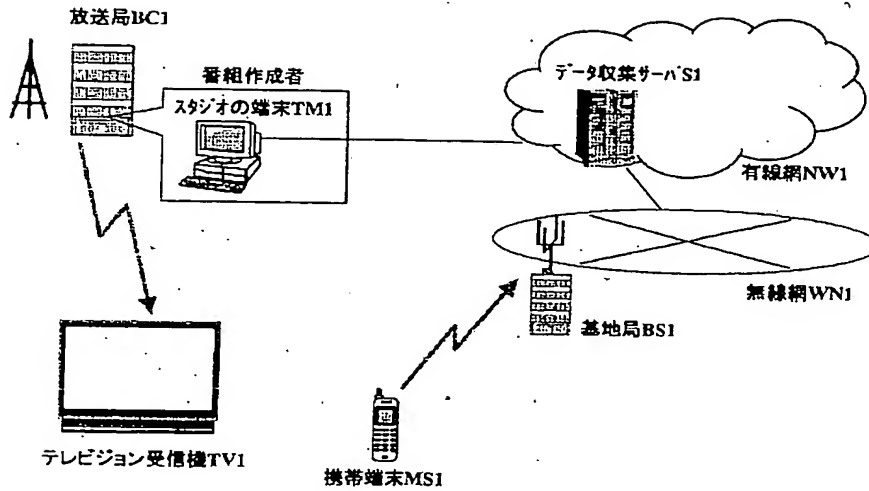 放送局BC1
番組作成者
スタジオの端末TM1
データ収集サーバS1
有線網NW1
無線網WN1
基地局BS1
テレビジョン受信機TV1
携帯端末MS1